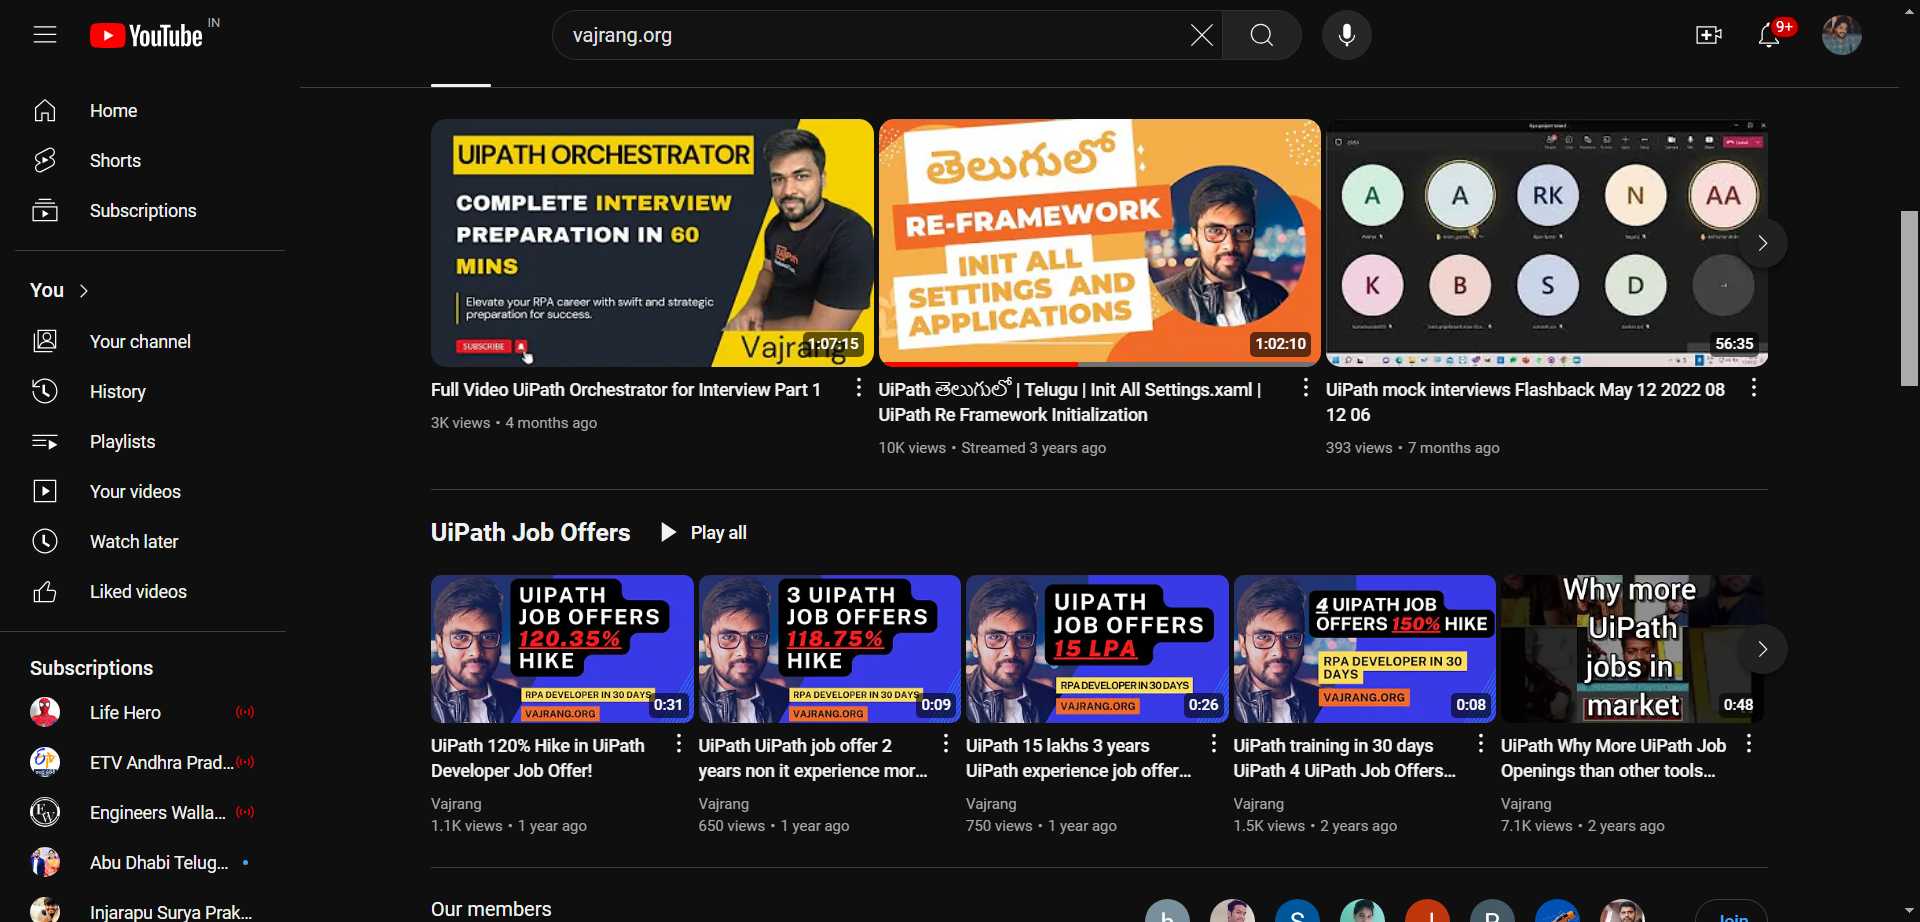 YouTube IN
vajrang.org
9+
Home
Shorts
Subscriptions
You
Your channel
History
Playlists
Your videos
Watch later
Liked videos
Subscriptions
Life Hero
ETV Andhra Prad...
Engineers Walla...
Abu Dhabi Telug...
Injarapu Surya Prak...
UIPATH ORCHESTRATOR
COMPLETE INTERVIEW
PREPARATION IN 60
MINS
Elevate your RPA career with swift and strategic
preparation for success.
SUBSCRIBE
Vajrang
1:07:15
Full Video UiPath Orchestrator for Interview Part 1
3K views • 4 months ago
తెలుగులో
RE-FRAMEWORK
INIT ALL
SETTINGS AND
APPLICATIONS
1:02:10
UiPath తెలుగులో | Telugu | Init All Settings.xaml |
UiPath Re Framework Initialization
10K views • Streamed 3 years ago
A A RK N AA
K B S D
56:35
UiPath mock interviews Flashback May 12 2022 08
12 06
393 views • 7 months ago
UiPath Job Offers
Play all
UIPATH
JOB OFFERS
120.35%
HIKE
RPA DEVELOPER IN 30 DAYS
VAJRANG.ORG
0:31
UiPath 120% Hike in UiPath
Developer Job Offer!
Vajrang
1.1K views • 1 year ago
3 UIPATH
JOB OFFERS
118.75%
HIKE
RPA DEVELOPER IN 30 DAYS
VAJRANG.ORG
0:09
UiPath UiPath job offer 2
years non it experience mor...
Vajrang
650 views • 1 year ago
UIPATH
JOB OFFERS
15 LPA
RPA DEVELOPER IN 30 DAYS
VAJRANG.ORG
0:26
UiPath 15 lakhs 3 years
UiPath experience job offer...
Vajrang
750 views • 1 year ago
4 UIPATH JOB
OFFERS 150% HIKE
RPA DEVELOPER IN 30
DAYS
VAJRANG.ORG
0:08
UiPath training in 30 days
UiPath 4 UiPath Job Offers...
Vajrang
1.5K views • 2 years ago
Why more
UiPath
jobs in
market
0:48
UiPath Why More UiPath Job
Openings than other tools...
Vajrang
7.1K views • 2 years ago
Our members
Join